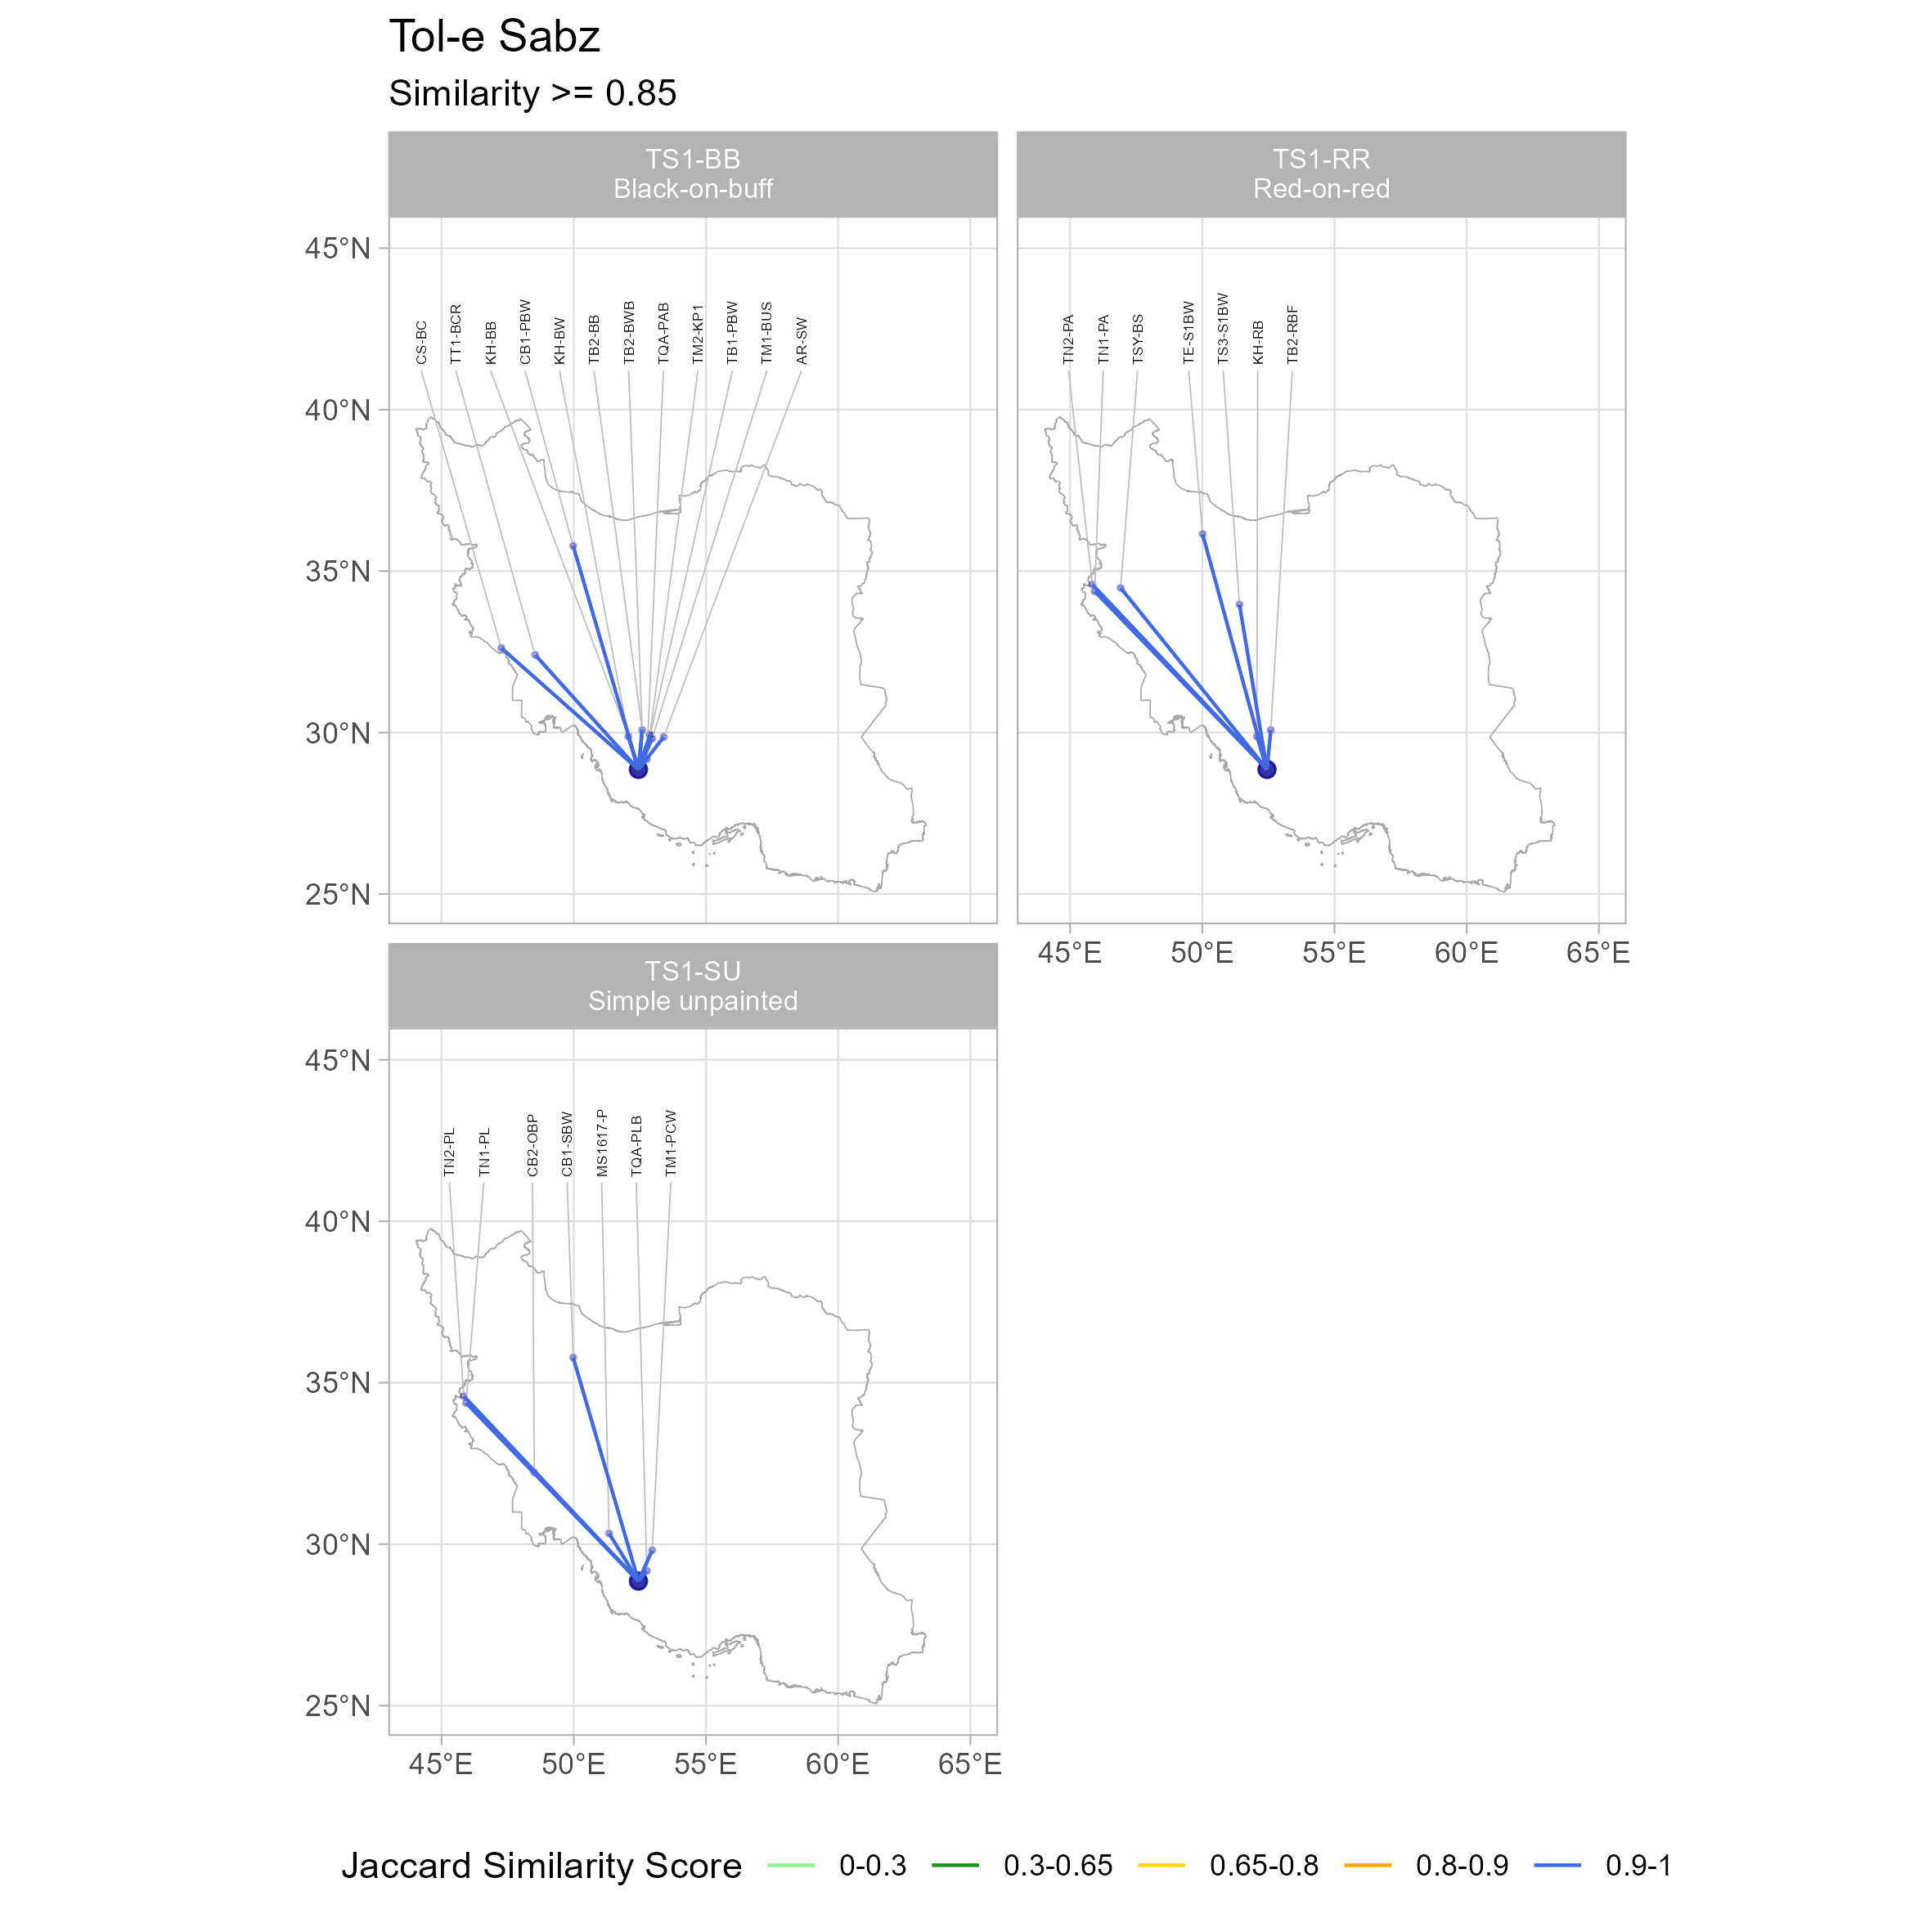 Tol-e Sabz
Similarity >= 0.85
TS1-BB
Black-on-buff
TS1-RR
Red-on-red
45°N
40°N
35°N
30°N
25°N
CS-BC
TT1-BCR
KH-BB
CB1-PBW
KH-BW
TB2-BB
TB2-BWB
TQA-PAB
TM2-KP1
TB1-PBW
TM1-BUS
AR-SW
TN2-PA
TN1-PA
TSY-BS
TE-S1BW
TS3-S1BW
KH-RB
TB2-RBF
45°E 50°E 55°E 60°E 65°E
TS1-SU
Simple unpainted
45°N
40°N
35°N
30°N
25°N
TN2-PL
TN1-PL
CB2-OBP
CB1-SBW
MS1617-P
TQA-PLB
TM1-PCW
45°E 50°E 55°E 60°E 65°E
Jaccard Similarity Score 0-0.3 0.3-0.65 0.65-0.8 0.8-0.9 0.9-1